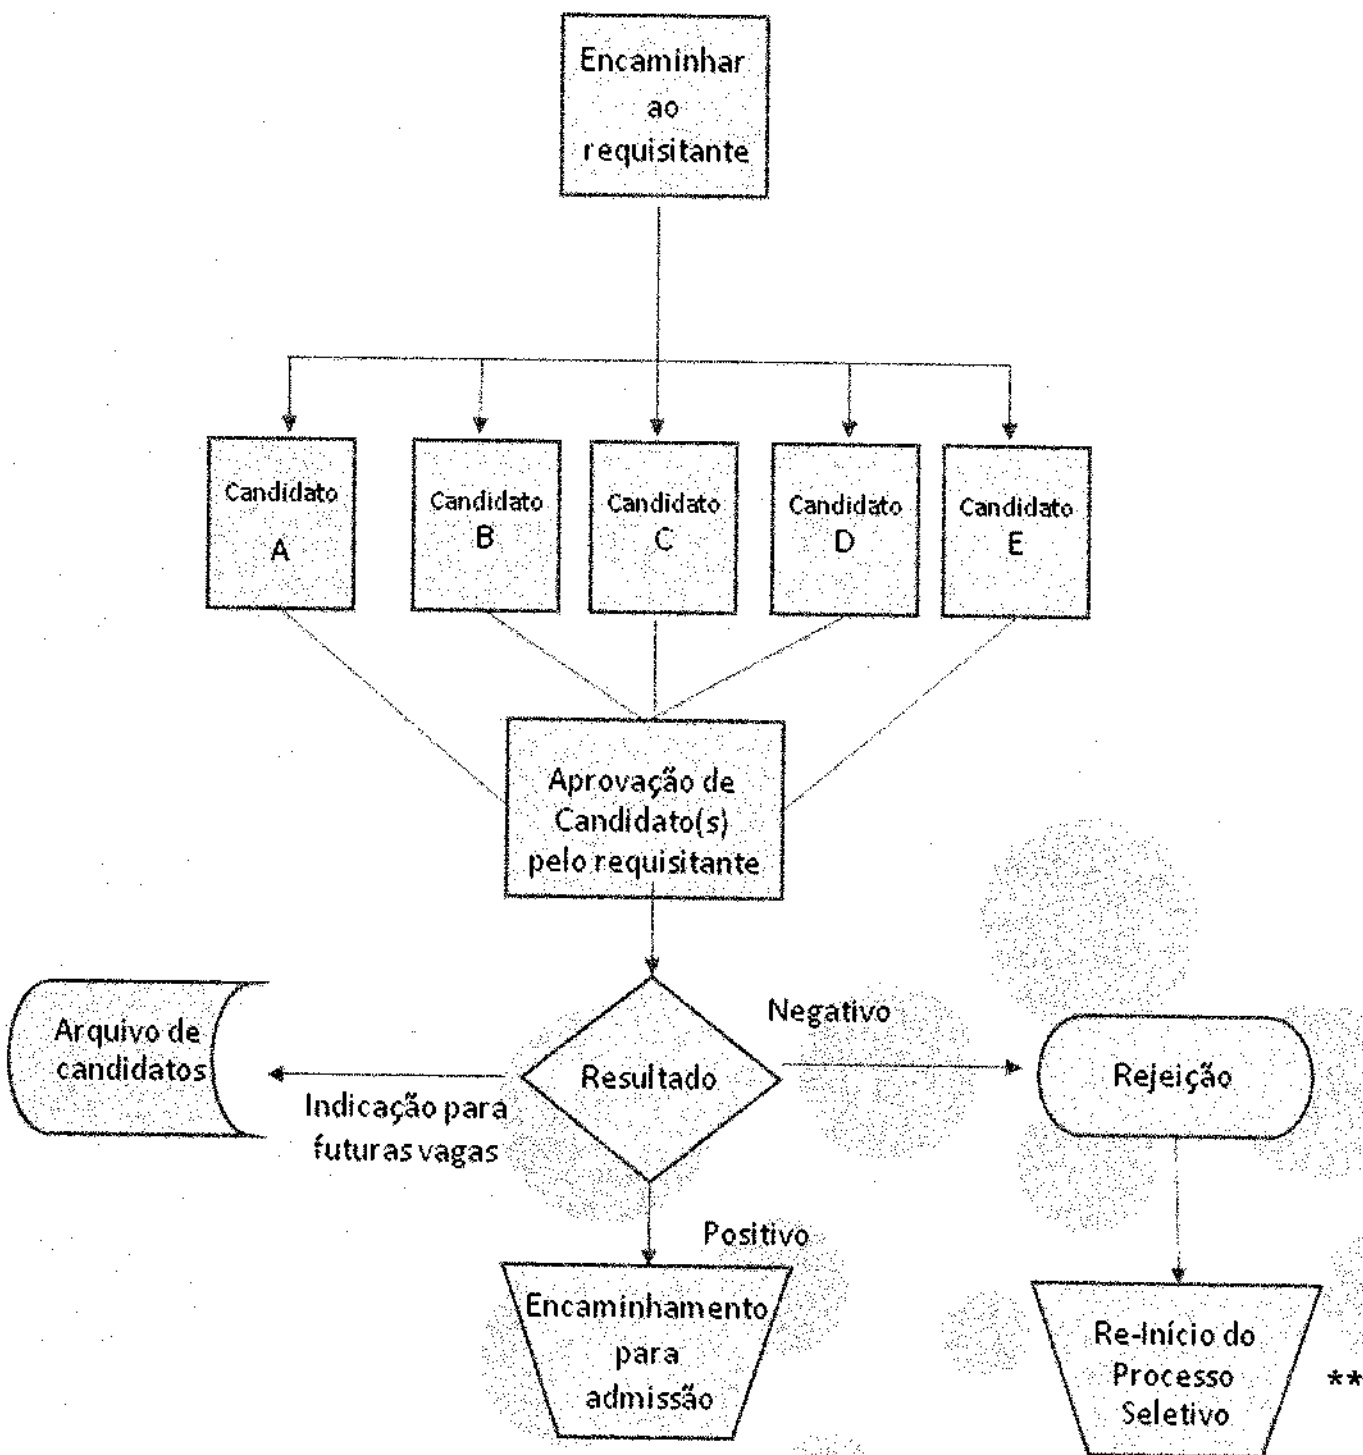 Encaminhar
ao
requisitante
Candidato
A
Candidato
B
Candidato
C
Candidato
D
Candidato
E
Aprovação de
Candidato(s)
pelo requisitante
Resultado
Negativo
Rejeição
Arquivo de
candidatos
Indicação para
futuras vagas
Positivo
Encaminhamento
para
admissão
Re-Início do
Processo
Seletivo
**